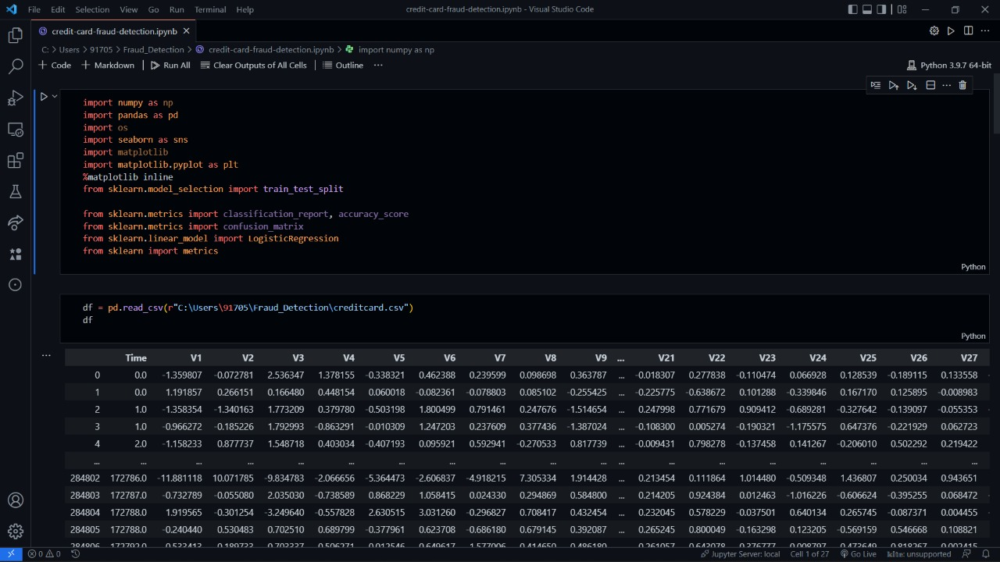 File Edit Selection View Go Run Terminal Help credit-card-fraud-detection.ipynb - Visual Studio Code
credit-card-fraud-detection.ipynb
C: > Users > 91705 > Fraud_Detection > credit-card-fraud-detection.ipynb > import numpy as np
+ Code + Markdown | Run All Clear Outputs of All Cells | Outline ... Python 3.9.7 64-bit
import numpy as np
import pandas as pd
import os
import seaborn as sns
import matplotlib
import matplotlib.pyplot as plt
%matplotlib inline
from sklearn.model_selection import train_test_split
from sklearn.metrics import classification_report, accuracy_score
from sklearn.metrics import confusion_matrix
from sklearn.linear_model import LogisticRegression
from sklearn import metrics
Python
df = pd.read_csv(r"C:\Users\91705\Fraud_Detection\creditcard.csv")
df
Python
Time V1 V2 V3 V4 V5 V6 V7 V8 V9 ... V21 V22 V23 V24 V25 V26 V27
0 0.0 -1.359807 -0.072781 2.536347 1.378155 -0.338321 0.462388 0.239599 0.098698 0.363787 ... -0.018307 0.277838 -0.110474 0.066928 0.128539 -0.189115 0.133558
1 0.0 1.191857 0.266151 0.166480 0.448154 0.060018 -0.082361 -0.078803 0.085102 -0.255425 ... -0.225775 -0.638672 0.101288 -0.339846 0.167170 0.125895 -0.008983
2 1.0 -1.358354 -1.340163 1.773209 0.379780 -0.503198 1.800499 0.791461 0.247676 -1.514654 ... 0.247998 0.771679 0.909412 -0.689281 -0.327642 -0.139097 -0.055353
3 1.0 -0.966272 -0.185226 1.792993 -0.863291 -0.010309 1.247203 0.237609 0.377436 -1.387024 ... -0.108300 0.005274 -0.190321 -1.175575 0.647376 -0.221929 0.062723
4 2.0 -1.158233 0.877737 1.548718 0.403034 -0.407193 0.095921 0.592941 -0.270533 0.817739 ... -0.009431 0.798278 -0.137458 0.141267 -0.206010 0.502292 0.219422
... ... ... ... ... ... ... ... ... ... ... ... ... ... ... ... ... ... ...
284802 172786.0 -11.881118 10.071785 -9.834783 -2.066656 -5.364473 -2.606837 -4.918215 7.305334 1.914428 ... 0.213454 0.111864 1.014480 -0.509348 1.436807 0.250034 0.943651
284803 172787.0 -0.732789 -0.055080 2.035030 -0.738589 0.868229 1.058415 0.024330 0.294869 0.584800 ... 0.214205 0.924384 0.012463 -1.016226 -0.606624 -0.395255 0.068472
284804 172788.0 1.919565 -0.301254 -3.249640 -0.557828 2.630515 3.031260 -0.296827 0.708417 0.432454 ... 0.232045 0.578229 -0.037501 0.640134 0.265745 -0.087371 0.004455
284805 172788.0 -0.240440 0.530483 0.702510 0.689799 -0.377961 0.623708 -0.686180 0.679145 0.392087 ... 0.265245 0.800049 -0.163298 0.123205 -0.569159 0.546668 0.108821
0 0 Jupyter Server: local Cell 1 of 27 Go Live kite: unsupported